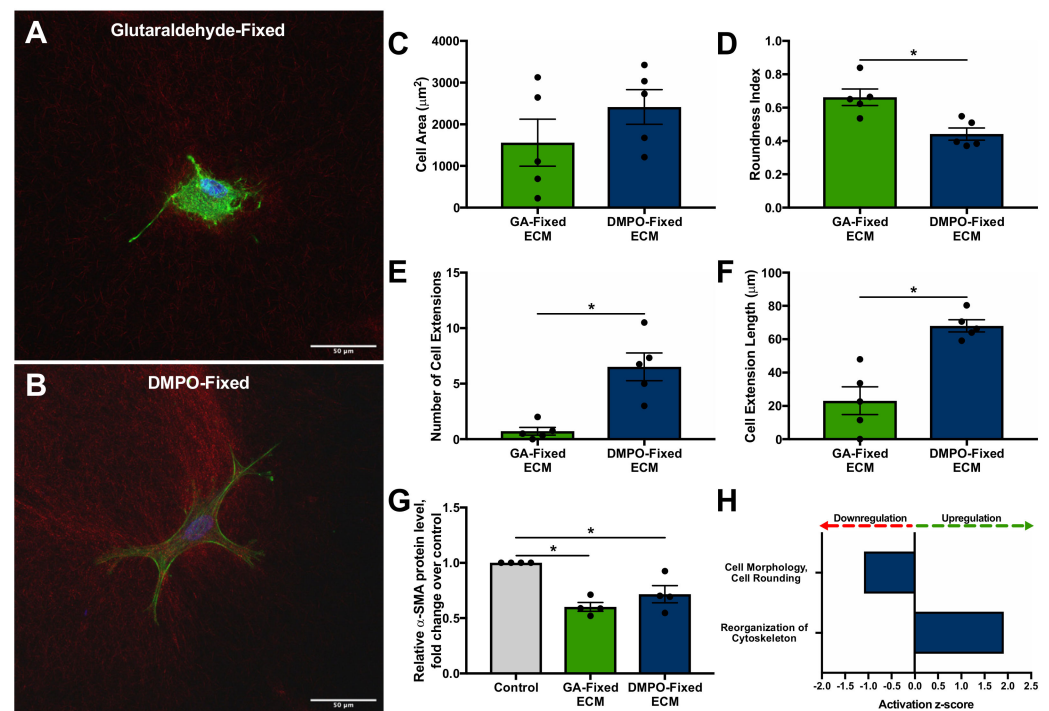 A
Glutaraldehyde-Fixed
50 μm
B
DMPO-Fixed
50 μm
C
Cell Area (μm²)
4000
3000
2000
1000
0
GA-Fixed
ECM
DMPO-Fixed
ECM
D
Roundness Index
1.0
0.8
0.6
0.4
0.2
0.0
*
GA-Fixed
ECM
DMPO-Fixed
ECM
E
Number of Cell Extensions
15
10
5
0
*
GA-Fixed
ECM
DMPO-Fixed
ECM
F
Cell Extension Length (μm)
100
80
60
40
20
0
*
GA-Fixed
ECM
DMPO-Fixed
ECM
G
Relative α-SMA protein level,
fold change over control
1.5
1.0
0.5
0.0
*
*
Control
GA-Fixed
ECM
DMPO-Fixed
ECM
H
Downregulation
Upregulation
Cell Morphology,
Cell Rounding
Reorganization of
Cytoskeleton
-2.0 -1.5 -1.0 -0.5 0.0 0.5 1.0 1.5 2.0 2.5
Activation z-score